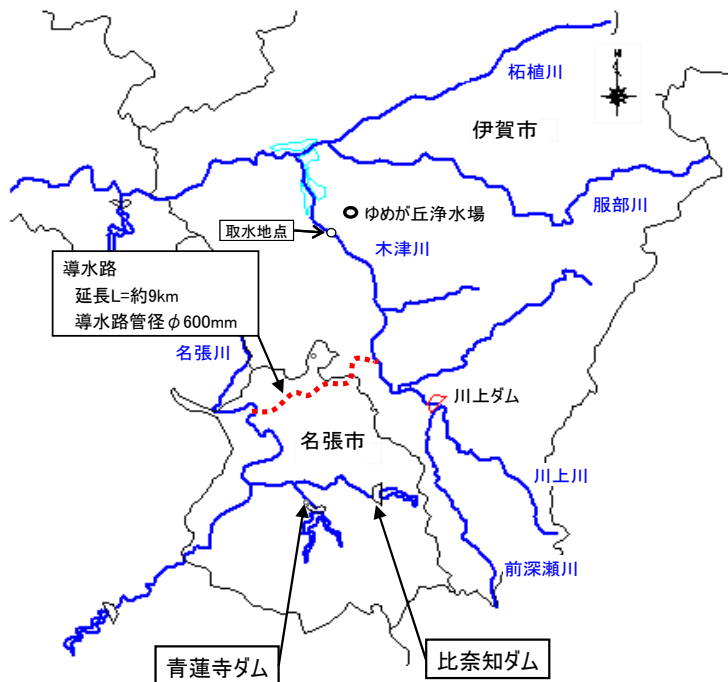 柘植川
N
伊賀市
服部川
ゆめが丘浄水場
取水地点
木津川
導水路
延長L=約9km
導水路管径φ600mm
名張川
川上ダム
名張市
川上川
前深瀬川
青蓮寺ダム
比奈知ダム